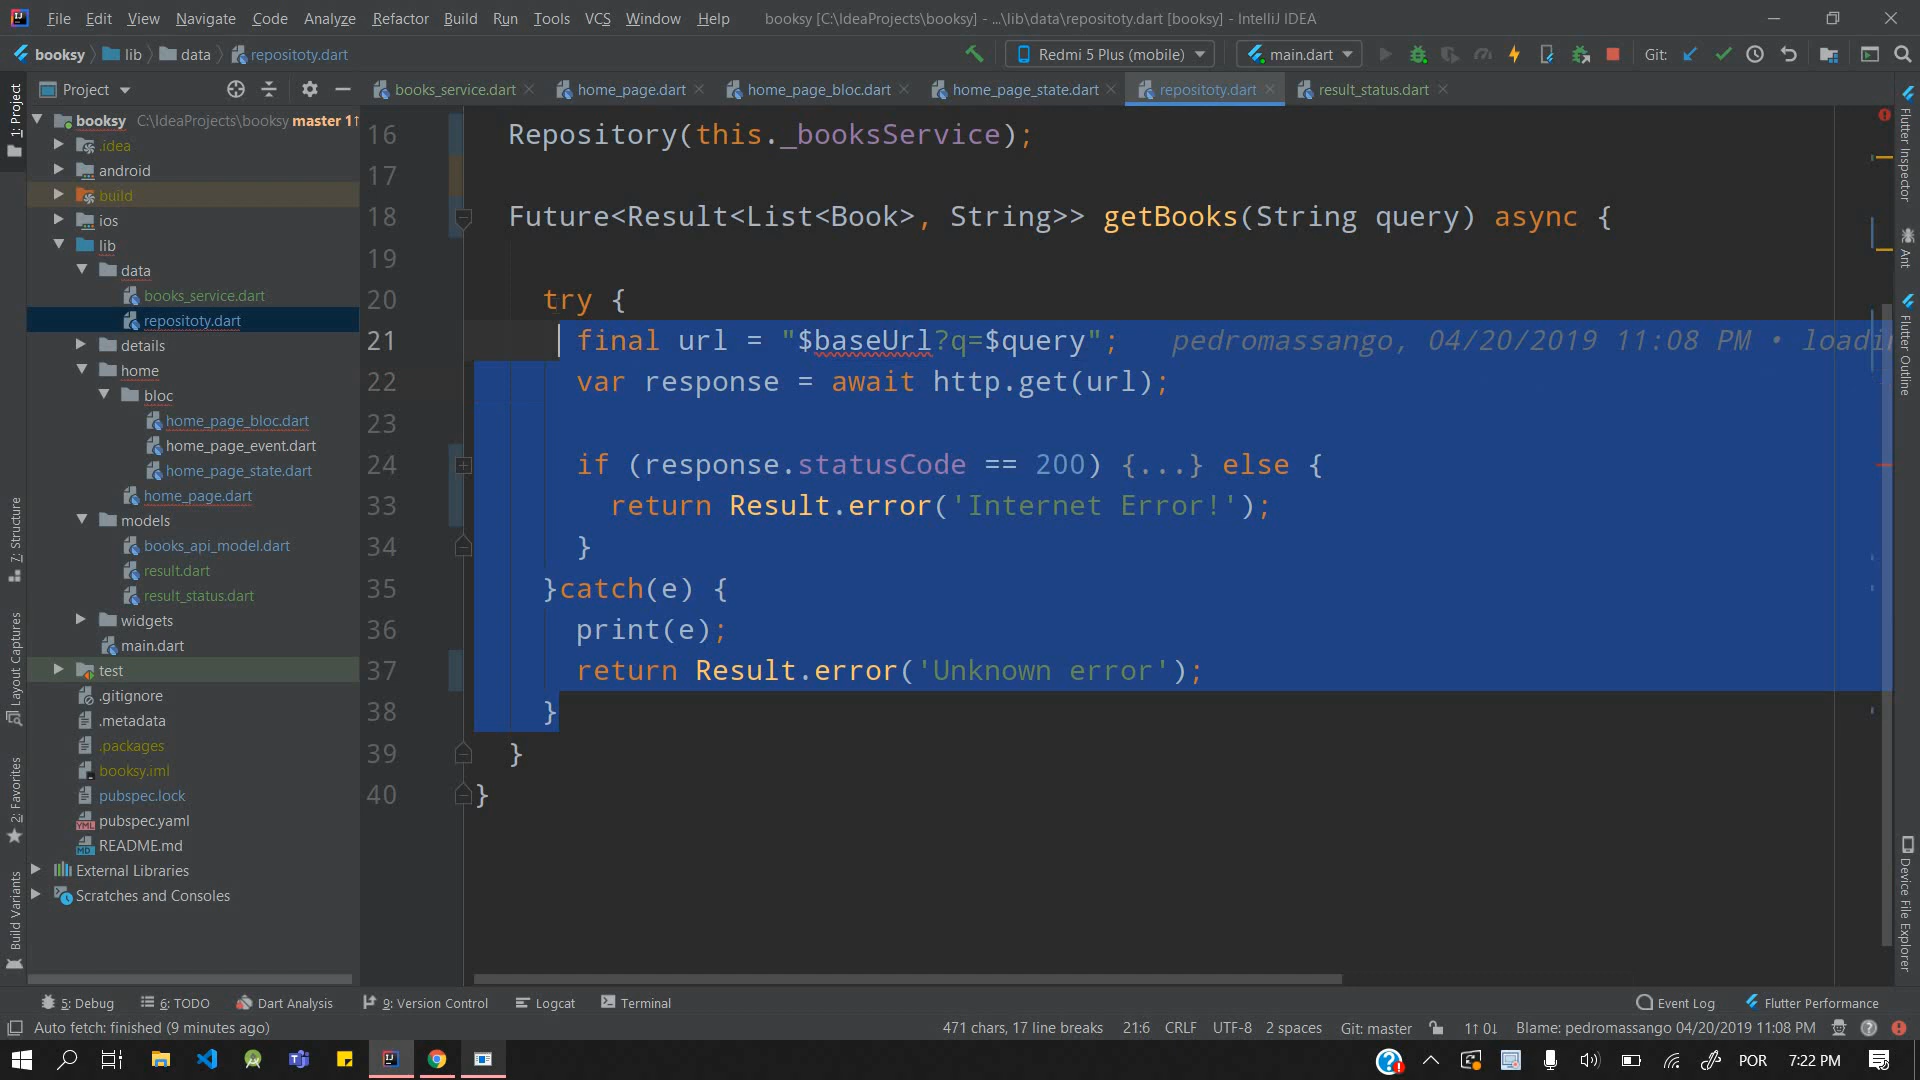 File Edit View Navigate Code Analyze Refactor Build Run Tools VCS Window Help booksy [C:\IdeaProjects\booksy] - ...\lib\data\repositoty.dart [booksy] - IntelliJ IDEA
booksy lib data repositoty.dart Redmi 5 Plus (mobile) main.dart Git:
Project books_service.dart home_page.dart home_page_bloc.dart home_page_state.dart repositoty.dart result_status.dart
1: Project
7: Structure
Layout Captures
2: Favorites
Build Variants
booksy C:\IdeaProjects\booksy master 1↑
.idea
android
build
ios
lib
data
books_service.dart
repositoty.dart
details
home
bloc
home_page_bloc.dart
home_page_event.dart
home_page_state.dart
home_page.dart
models
books_api_model.dart
result.dart
result_status.dart
widgets
main.dart
test
.gitignore
.metadata
.packages
booksy.iml
pubspec.lock
pubspec.yaml
README.md
External Libraries
Scratches and Consoles
16 Repository(this._booksService);
17
18 Future<Result<List<Book>, String>> getBooks(String query) async {
19
20 try {
21 final url = "$baseUrl?q=$query"; pedromassango, 04/20/2019 11:08 PM • loadin
22 var response = await http.get(url);
23
24 if (response.statusCode == 200) {...} else {
33 return Result.error('Internet Error!');
34 }
35 }catch(e) {
36 print(e);
37 return Result.error('Unknown error');
38 }
39 }
40 }
Flutter Inspector
Ant
Flutter Outline
Device File Explorer
5: Debug 6: TODO Dart Analysis 9: Version Control Logcat Terminal Event Log Flutter Performance
Auto fetch: finished (9 minutes ago) 471 chars, 17 line breaks 21:6 CRLF UTF-8 2 spaces Git: master 1↑ 0↓ Blame: pedromassango 04/20/2019 11:08 PM
POR 7:22 PM